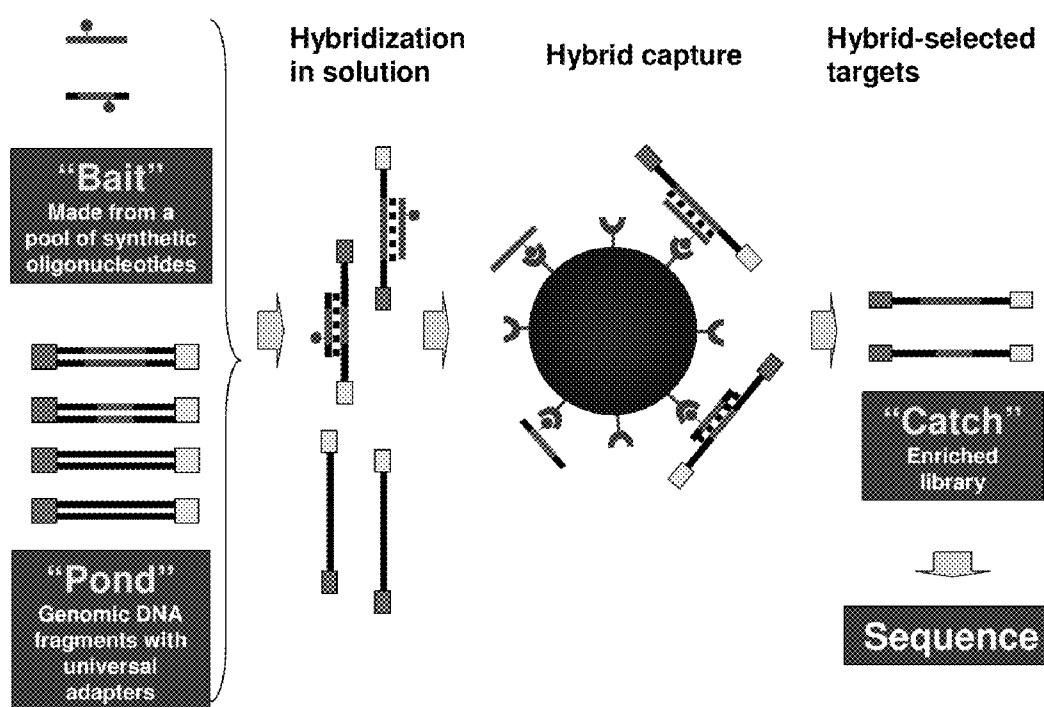 Hybridization
in solution
Hybrid capture
Hybrid-selected
targets
“Bait”
Made from a
pool of synthetic
oligonucleotides
“Pond”
Genomic DNA
fragments with
universal
adapters
“Catch”
Enriched
library
Sequence